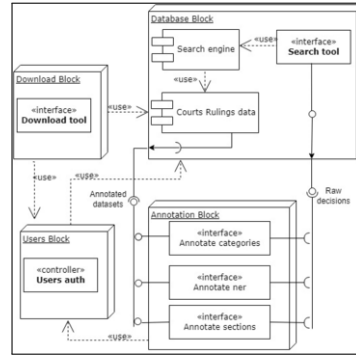 Database Block
Search engine
«use»
«interface»
Search tool
«use»
Courts Rulings data
Download Block
«interface»
Download tool
«use»
«use»
«use»
Annotated
datasets
Raw
decisions
Users Block
«controller»
Users auth
«use»
Annotation Block
«interface»
Annotate categories
«interface»
Annotate ner
«interface»
Annotate sections